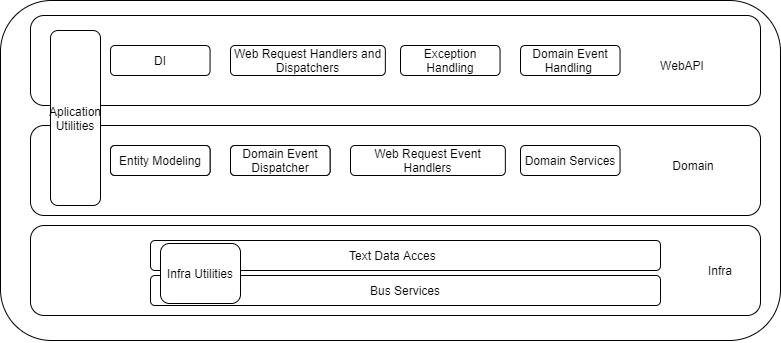 DI
Web Request Handlers and
Dispatchers
Exception
Handling
Domain Event
Handling
WebAPI
Aplication
Utilities
Entity Modeling
Domain Event
Dispatcher
Web Request Event
Handlers
Domain Services
Domain
Text Data Acces
Infra Utilities
Infra
Bus Services